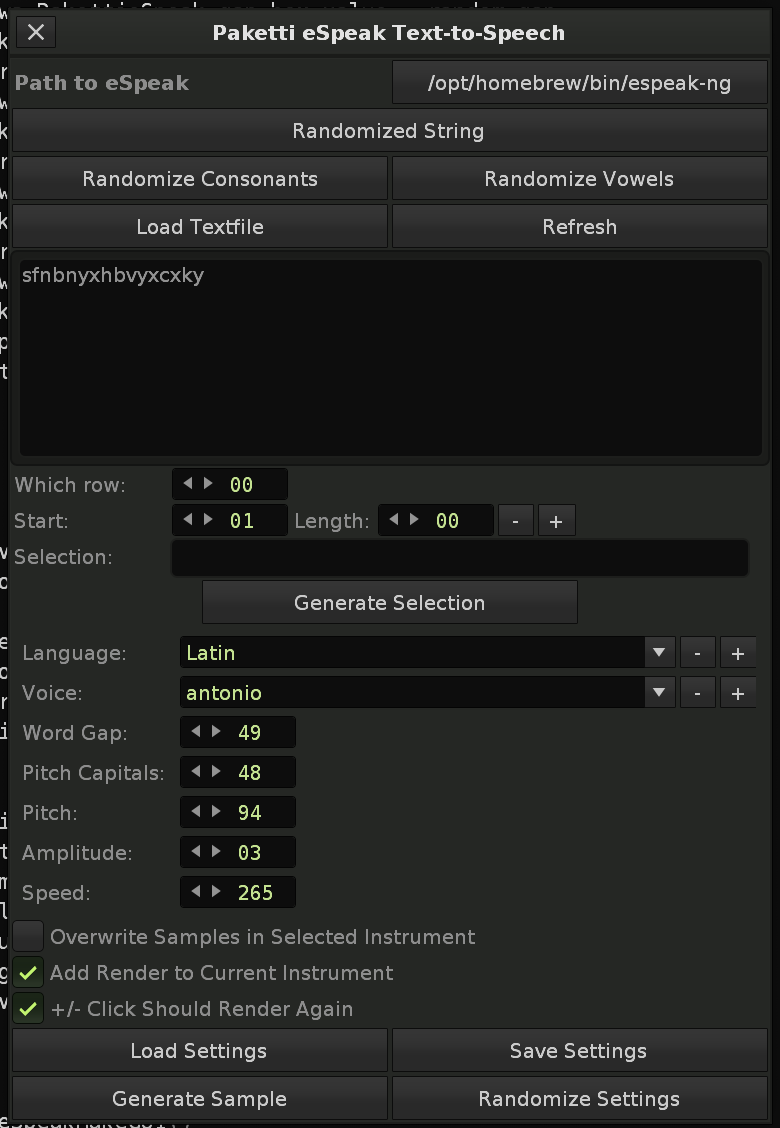 Paketti eSpeak Text-to-Speech
Path to eSpeak /opt/homebrew/bin/espeak-ng
Randomized String
Randomize Consonants Randomize Vowels
Load Textfile Refresh
sfnbnyxhbvyxcxky
Which row: 00
Start: 01 Length: 00 - +
Selection:
Generate Selection
Language: Latin - +
Voice: antonio - +
Word Gap: 49
Pitch Capitals: 48
Pitch: 94
Amplitude: 03
Speed: 265
Overwrite Samples in Selected Instrument
Add Render to Current Instrument
+/- Click Should Render Again
Load Settings Save Settings
Generate Sample Randomize Settings